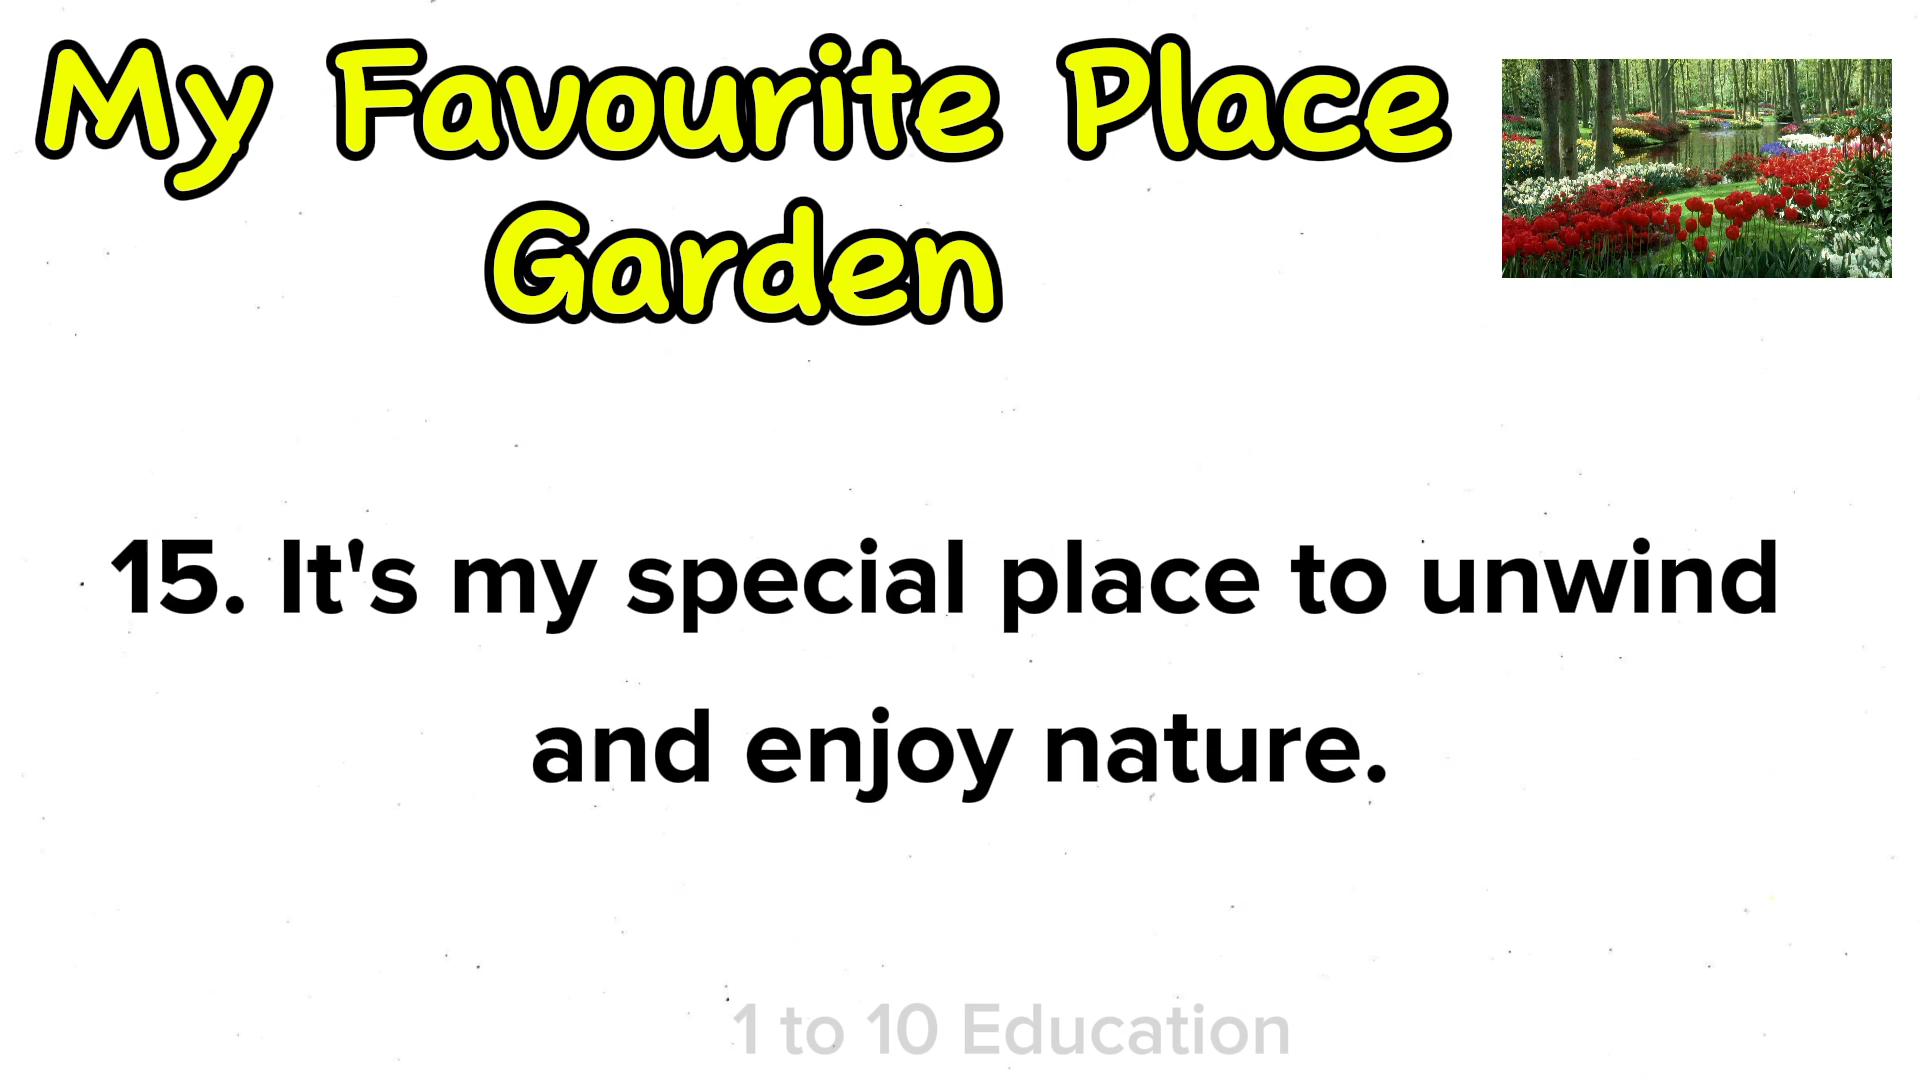 My Favourite Place
Garden
15. It's my special place to unwind
and enjoy nature.
1 to 10 Education